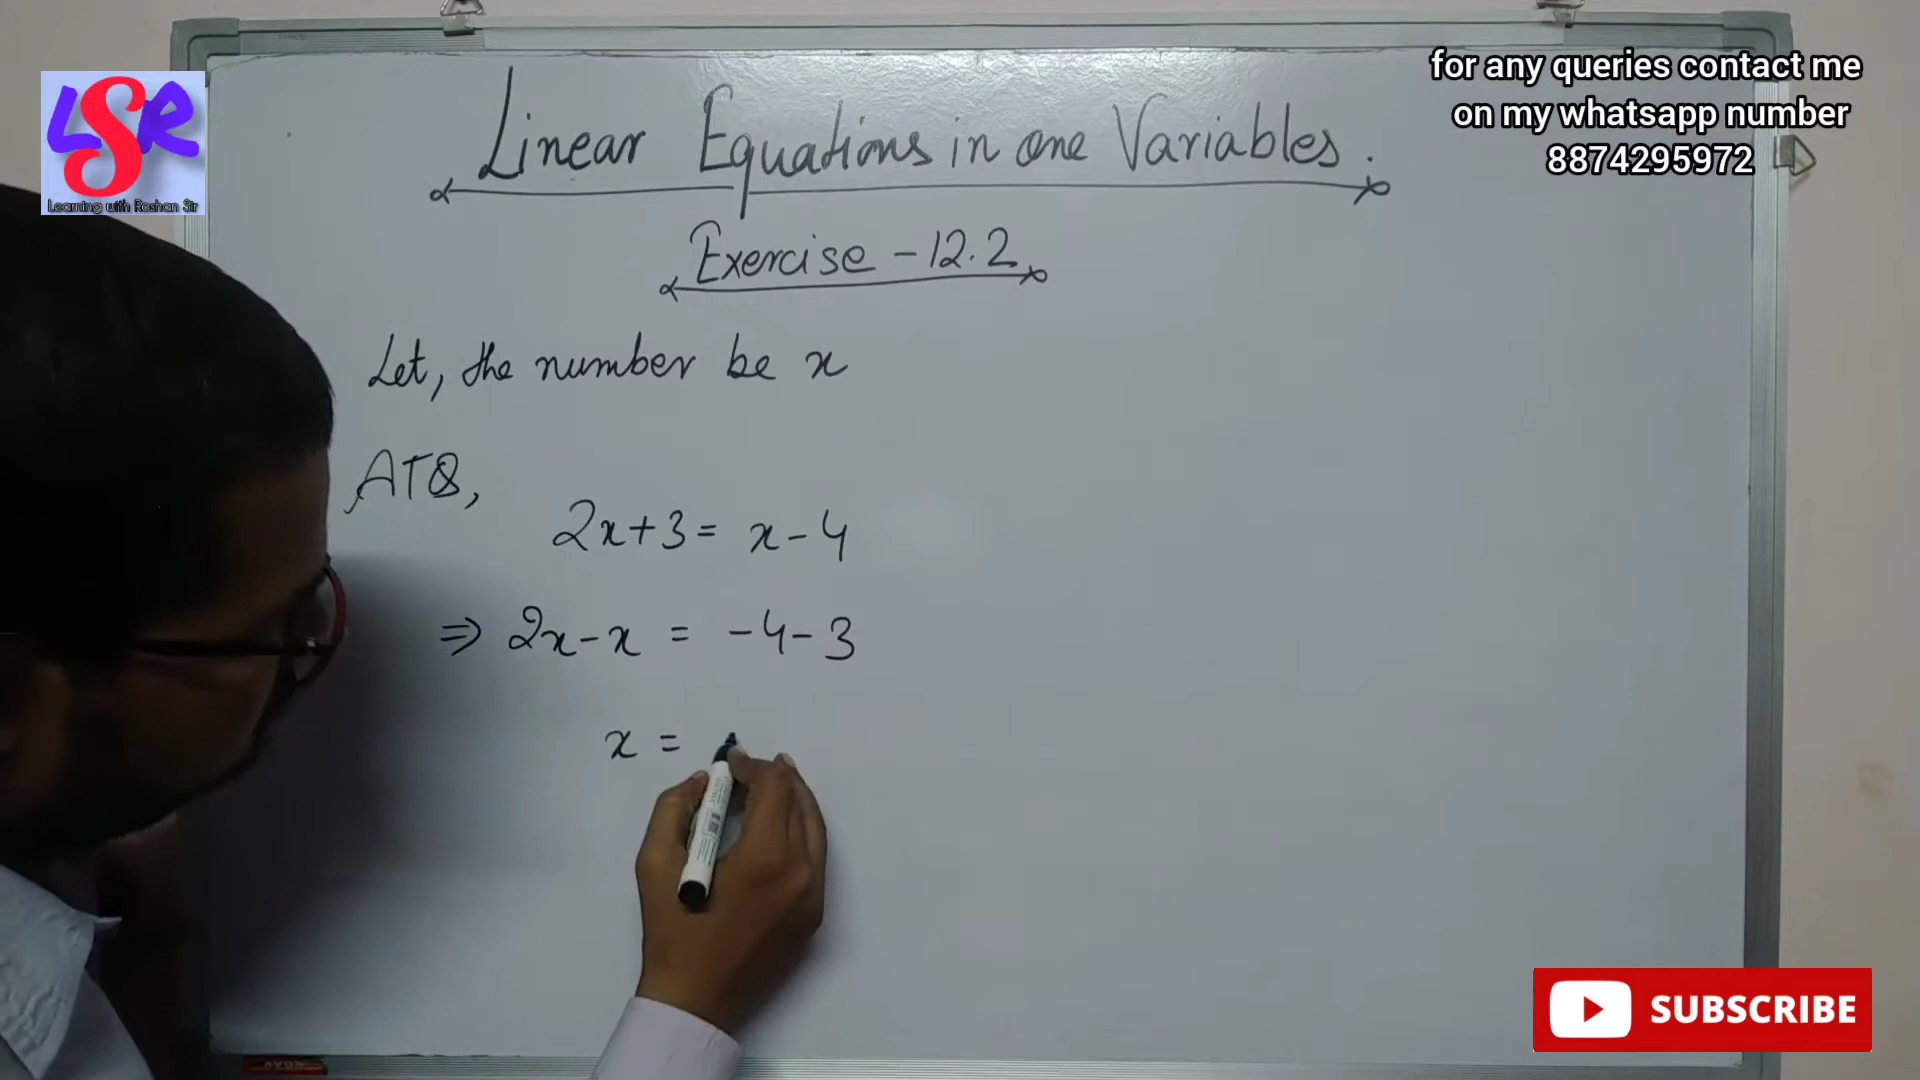 LSR
Learning with Roshan Sir
for any queries contact me
on my whatsapp number
8874295972
Linear Equations in one Variables.
Exercise - 12.2
Let, the number be x
ATQ,
2x+3 = x-4
⇒ 2x-x = -4-3
x =
SUBSCRIBE